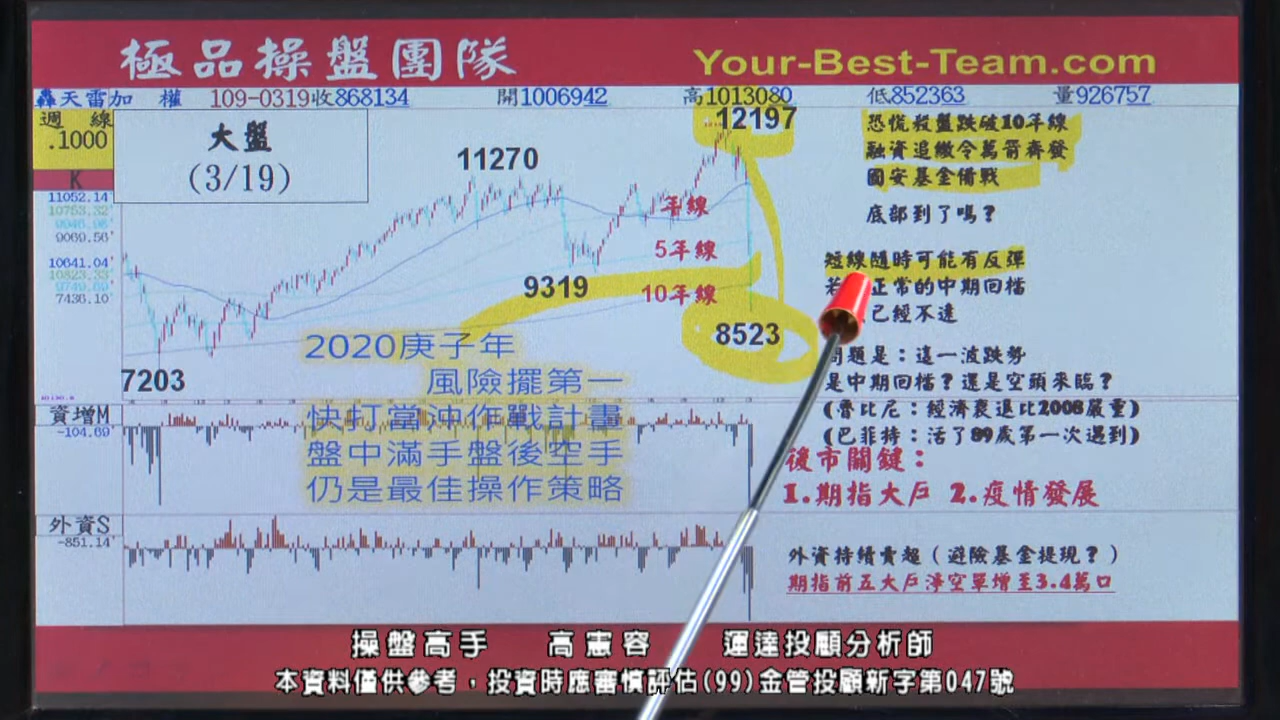 極品操盤團隊
Your-Best-Team.com
轟天雷加 權 109-0319收868134 開1006942 高1013080 低852363 量926757
週 線
.1000
K
11052.14
10753.32
9069.56
10641.04
10823.33
9749.69
7436.10
大盤
(3/19)
12197
11270
年線
5年線
9319
10年線
8523
7203
恐慌殺盤跌破10年線
融資追繳令萬箭齊發
國安基金備戰
底部到了嗎?
短線隨時可能有反彈
若 正常的中期回檔
已經不遠
問題是:這一波跌勢
是中期回檔?還是空頭來臨?
(魯比尼:經濟衰退比2008嚴重)
(巴菲特:活了89歲第一次遇到)
後市關鍵:
1.期指大戶 2.疫情發展
外資持續賣超(避險基金提現?)
期指前五大戶淨空單增至3.4萬口
2020庚子年
風險擺第一
快打當沖作戰計畫
盤中滿手盤後空手
仍是最佳操作策略
資增M
-104.69
外資S
-851.14
操盤高手 高憲容 運達投顧分析師
本資料僅供參考,投資時應審慎評估(99)金管投顧新字第047號